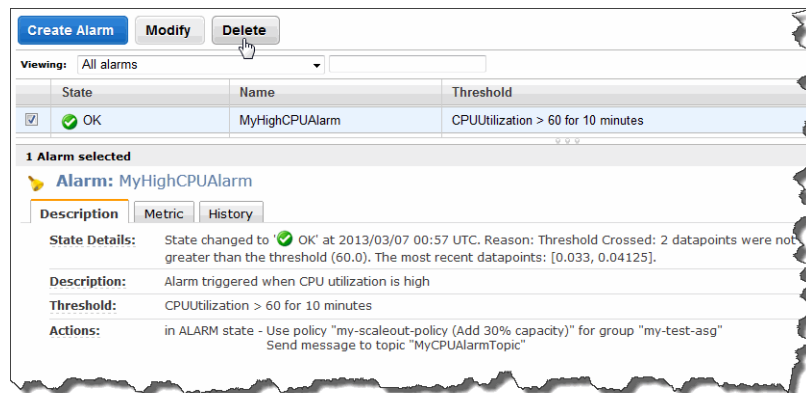 Create Alarm Modify Delete
Viewing: All alarms
State Name Threshold
OK MyHighCPUAlarm CPUUtilization > 60 for 10 minutes
1 Alarm selected
Alarm: MyHighCPUAlarm
Description Metric History
State Details: State changed to 'OK' at 2013/03/07 00:57 UTC. Reason: Threshold Crossed: 2 datapoints were not
greater than the threshold (60.0). The most recent datapoints: [0.033, 0.04125].
Description: Alarm triggered when CPU utilization is high
Threshold: CPUUtilization > 60 for 10 minutes
Actions: in ALARM state - Use policy "my-scaleout-policy (Add 30% capacity)" for group "my-test-asg"
Send message to topic "MyCPUAlarmTopic"